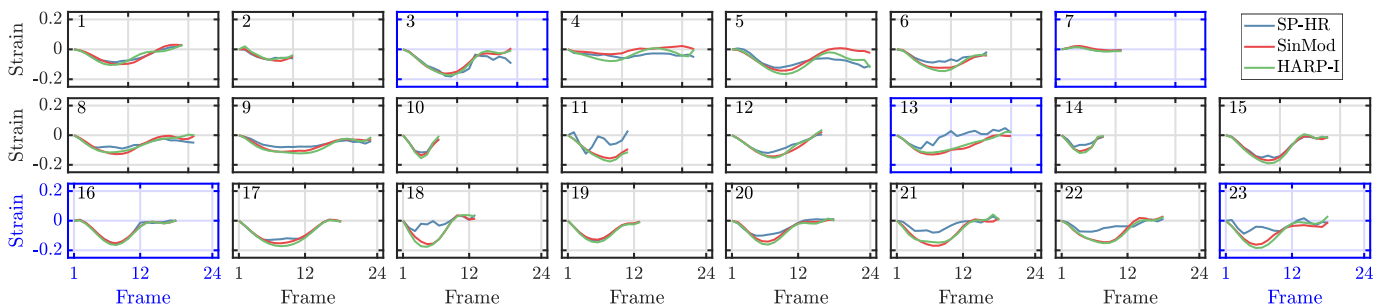 0.2 1 2 3 4 5 6 7 SP-HR
Strain 0 SinMod
-0.2 HARP-I
0.2 8 9 10 11 12 13 14 15
Strain 0
-0.2
0.2 16 17 18 19 20 21 22 23
Strain 0
-0.2
1 12 24 1 12 24 1 12 24 1 12 24 1 12 24 1 12 24 1 12 24 1 12 24
Frame Frame Frame Frame Frame Frame Frame Frame